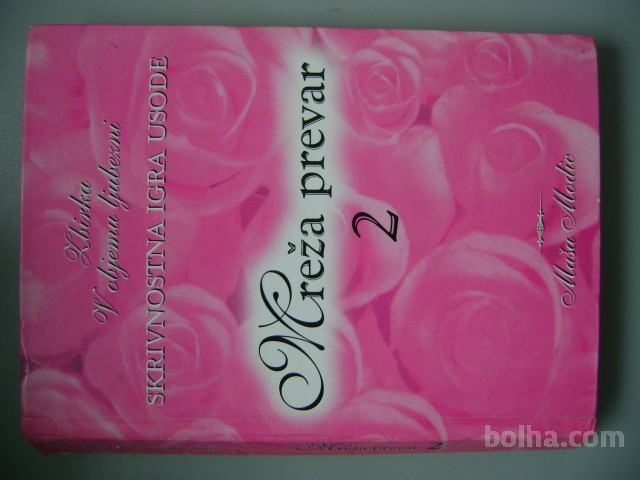 Zbirka
V objemu ljubezni
SKRIVNOSTNA IGRA USODE
Mreža prevar
2
Maša Modic
Mreža prevar 2
bolha.com